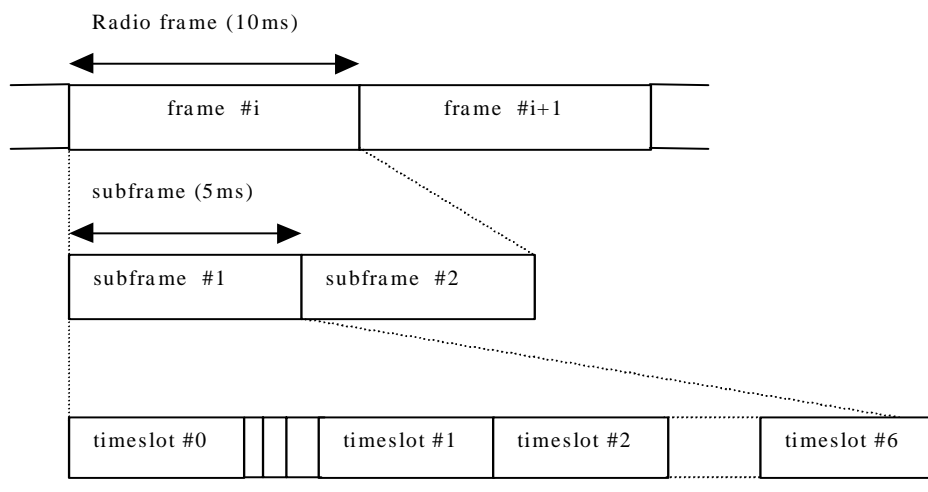 Radio frame (10ms)
frame #i
frame #i+1
subframe (5ms)
subframe #1
subframe #2
timeslot #0
timeslot #1
timeslot #2
timeslot #6